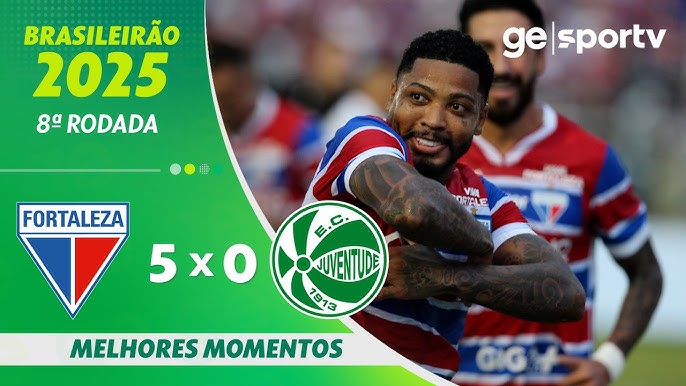 BRASILEIRÃO
2025
8ª RODADA
ge sportv
FORTALEZA
5 x 0
E. C.
JUVENTUDE
1913
MELHORES MOMENTOS